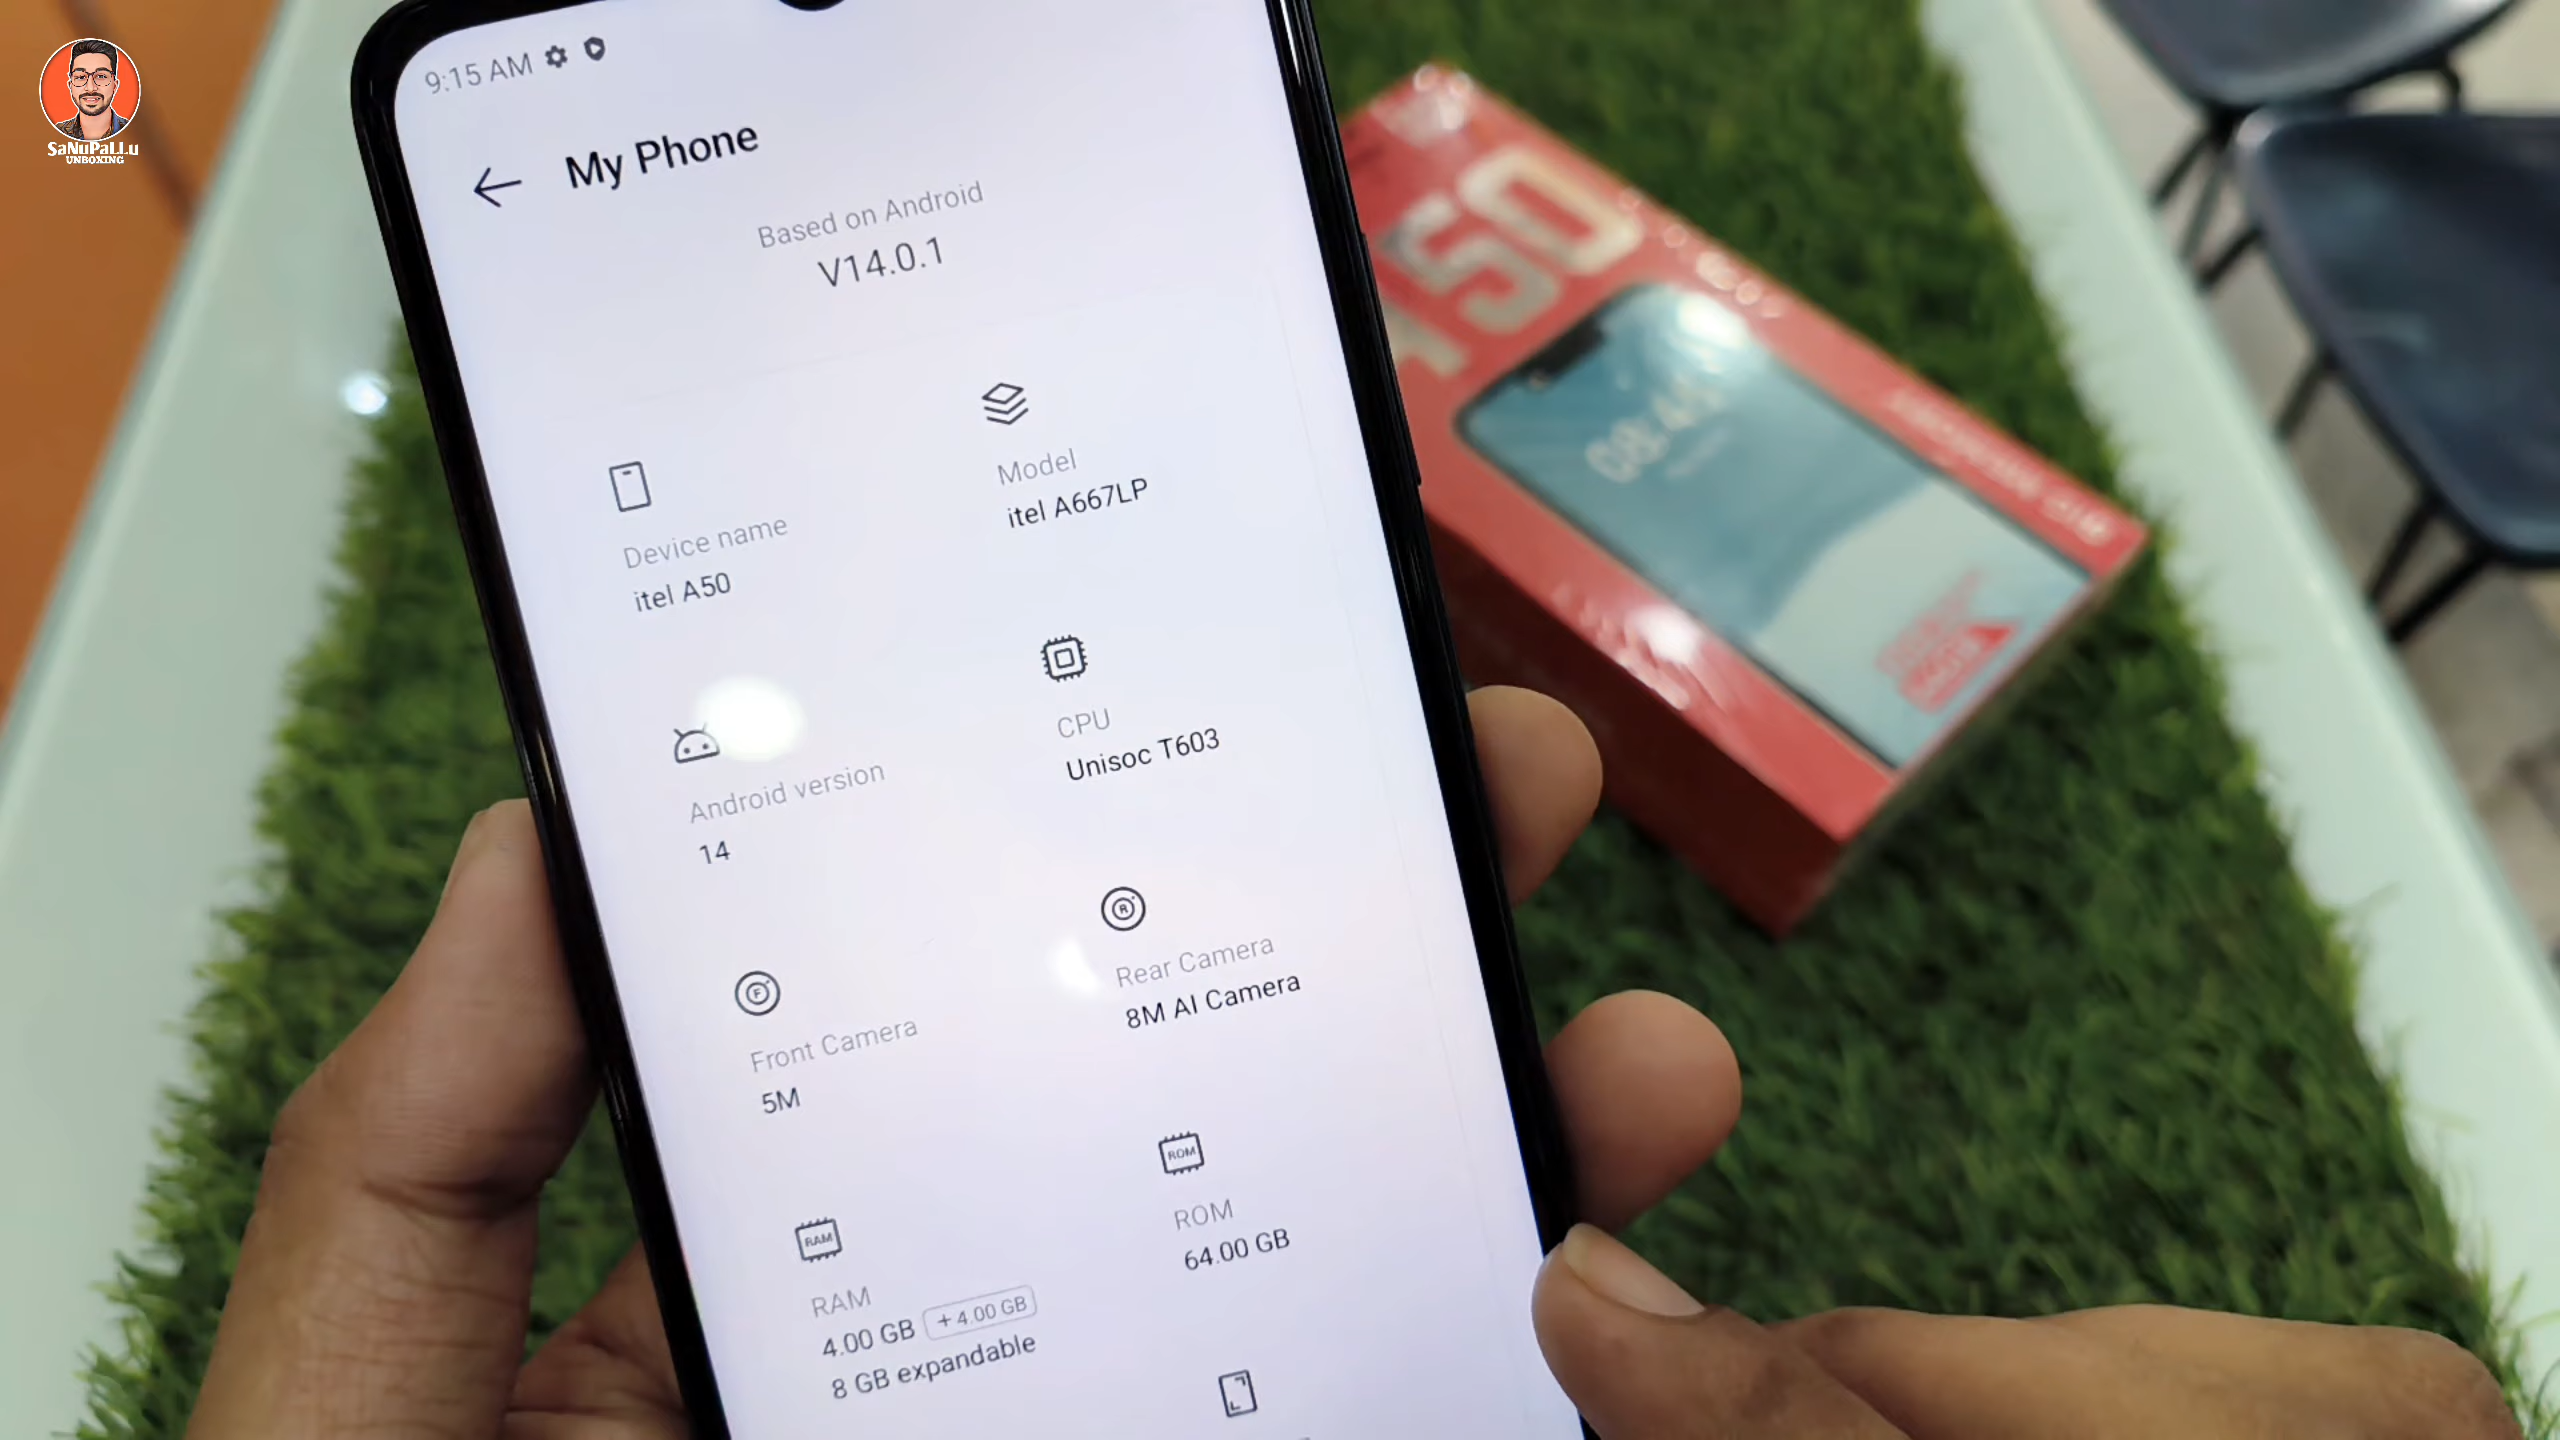 SaNuPaLLu
UNBOXING
9:15 AM
My Phone
Based on Android
V14.0.1
Device name
itel A50
Model
itel A667LP
Android version
14
CPU
Unisoc T603
Front Camera
5M
Rear Camera
8M AI Camera
RAM
4.00 GB +4.00 GB
8 GB expandable
ROM
64.00 GB